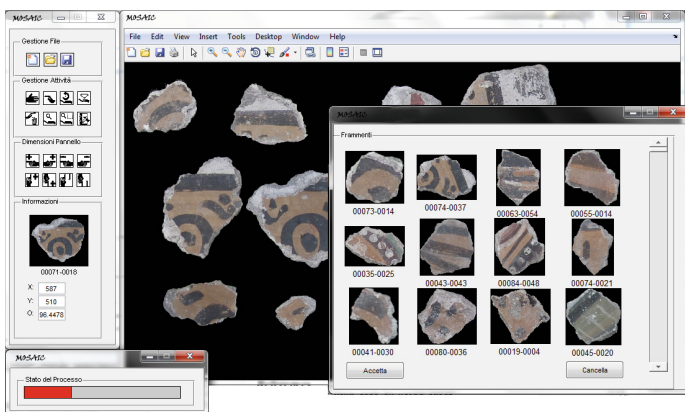 MOSAIC
Gestione File
Gestione Attività
Dimensioni Pannello
Informazioni
00071-0018
X: 587
Y: 510
O: 96.4478
MOSAIC
File Edit View Insert Tools Desktop Window Help
MOSAIC
Frammenti
00073-0014 00074-0037 00063-0054 00055-0014
00035-0025 00043-0043 00084-0048 00074-0021
00041-0030 00080-0036 00019-0004 00045-0020
Accetta Cancella
MOSAIC
Stato del Processo